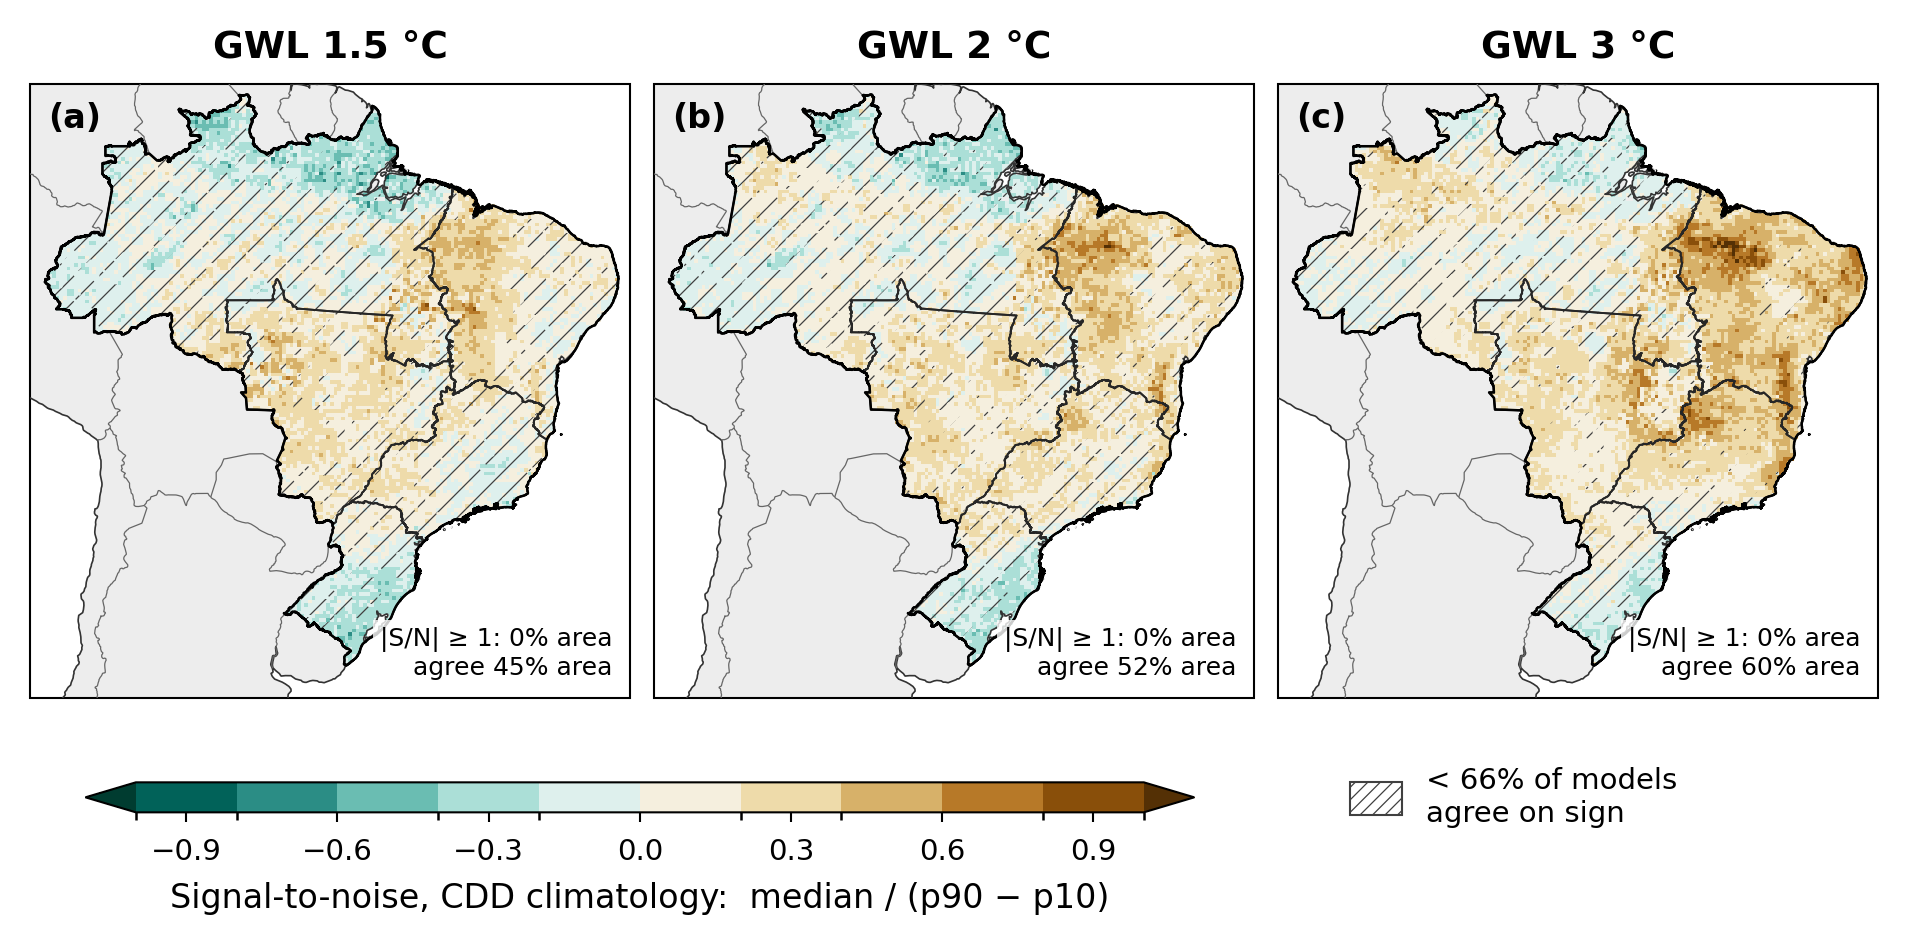 GWL 1.5 °C
GWL 2 °C
GWL 3 °C
(a)
(b)
(c)
|S/N| ≥ 1: 0% area
agree 45% area
|S/N| ≥ 1: 0% area
agree 52% area
|S/N| ≥ 1: 0% area
agree 60% area
−0.9 −0.6 −0.3 0.0 0.3 0.6 0.9
Signal-to-noise, CDD climatology: median / (p90 − p10)
< 66% of models
agree on sign